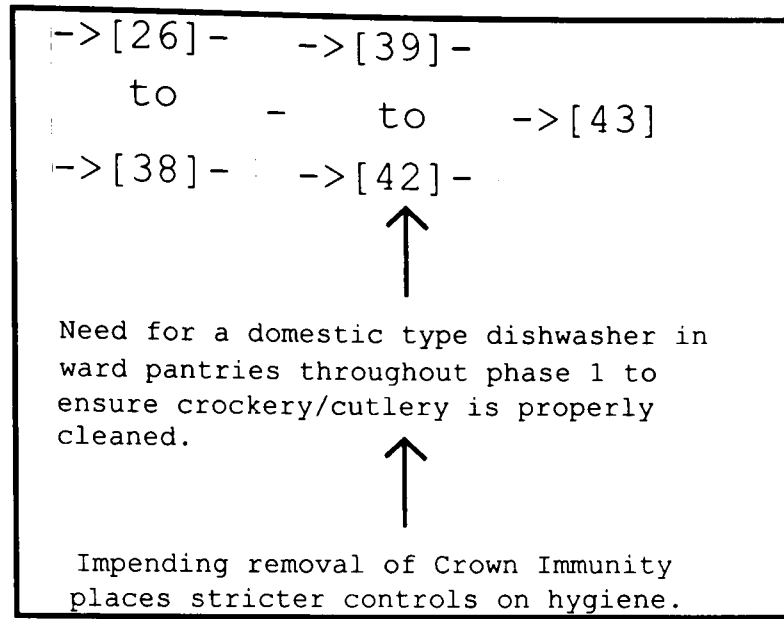 ->[26]- ->[39]-
to - to ->[43]
->[38]- ->[42]-
Need for a domestic type dishwasher in
ward pantries throughout phase 1 to
ensure crockery/cutlery is properly
cleaned.
Impending removal of Crown Immunity
places stricter controls on hygiene.